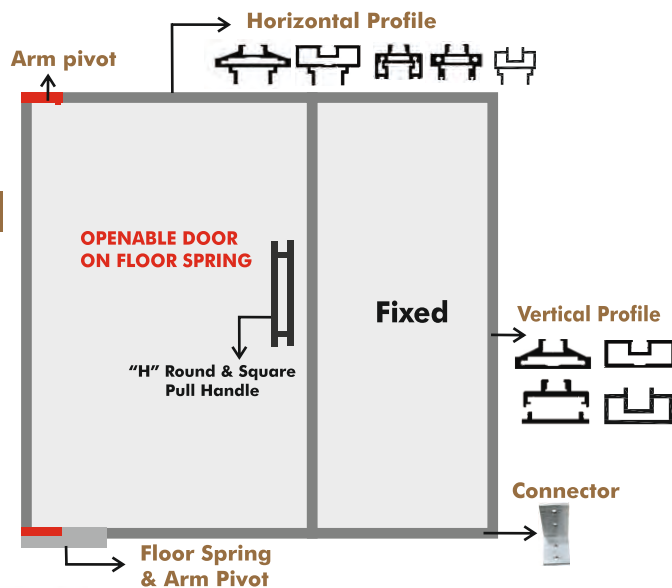 Horizontal Profile
Arm pivot
OPENABLE DOOR
ON FLOOR SPRING
Fixed
Vertical Profile
“H” Round & Square
Pull Handle
Connector
Floor Spring
& Arm Pivot